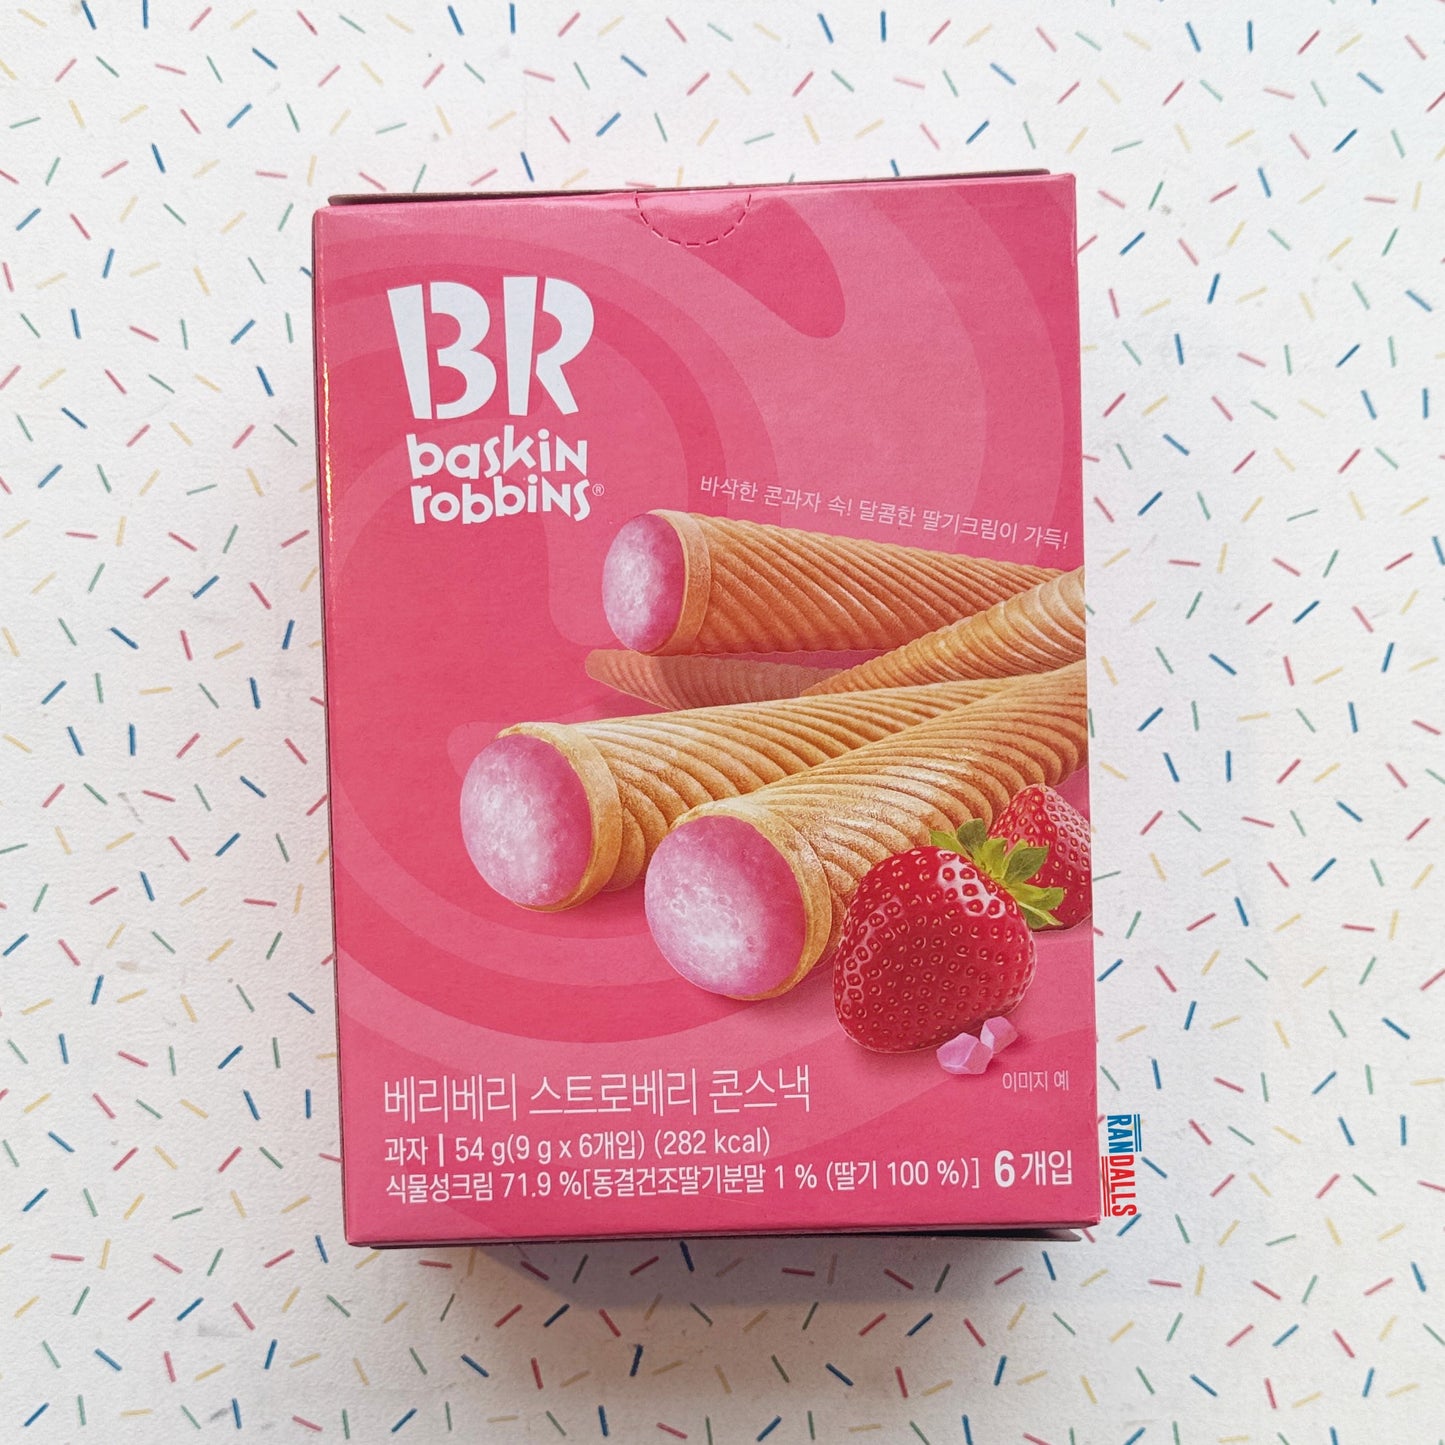 BR
baskin
robbins®
바삭한 콘과자 속! 달콤한 딸기크림이 가득!
베리베리 스트로베리 콘스낵
이미지 예
과자 | 54 g(9 g x 6개입) (282 kcal)
식물성크림 71.9 %[동결건조딸기분말 1 % (딸기 100 %)] 6개입
RANDALLS